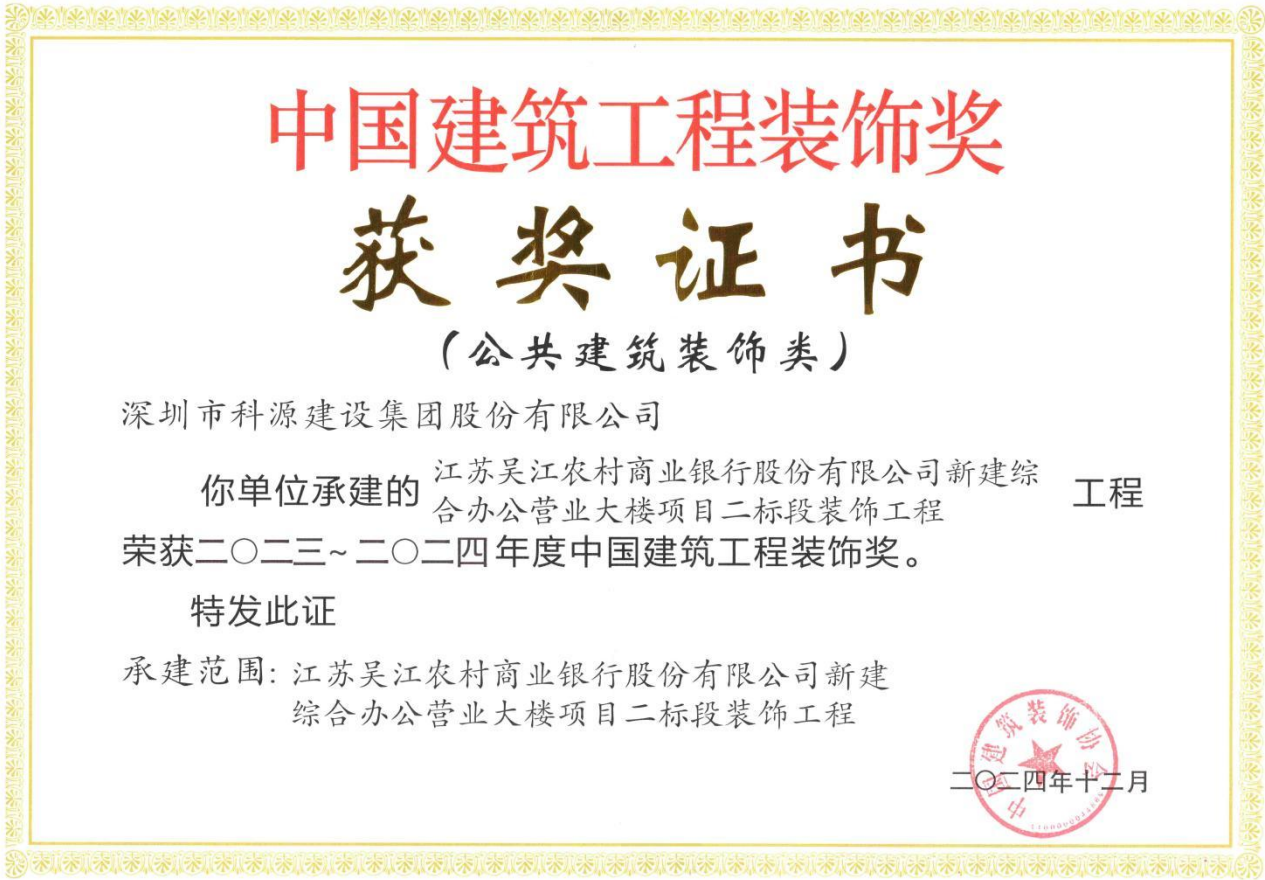 中国建筑工程装饰奖
获奖证书
（公共建筑装饰类）
深圳市科源建设集团股份有限公司
你单位承建的 江苏吴江农村商业银行股份有限公司新建综
合办公营业大楼项目二标段装饰工程 工程
荣获二〇二三~二〇二四年度中国建筑工程装饰奖。
特发此证
承建范围: 江苏吴江农村商业银行股份有限公司新建
综合办公营业大楼项目二标段装饰工程
中国建筑装饰协会
二〇二四年十二月